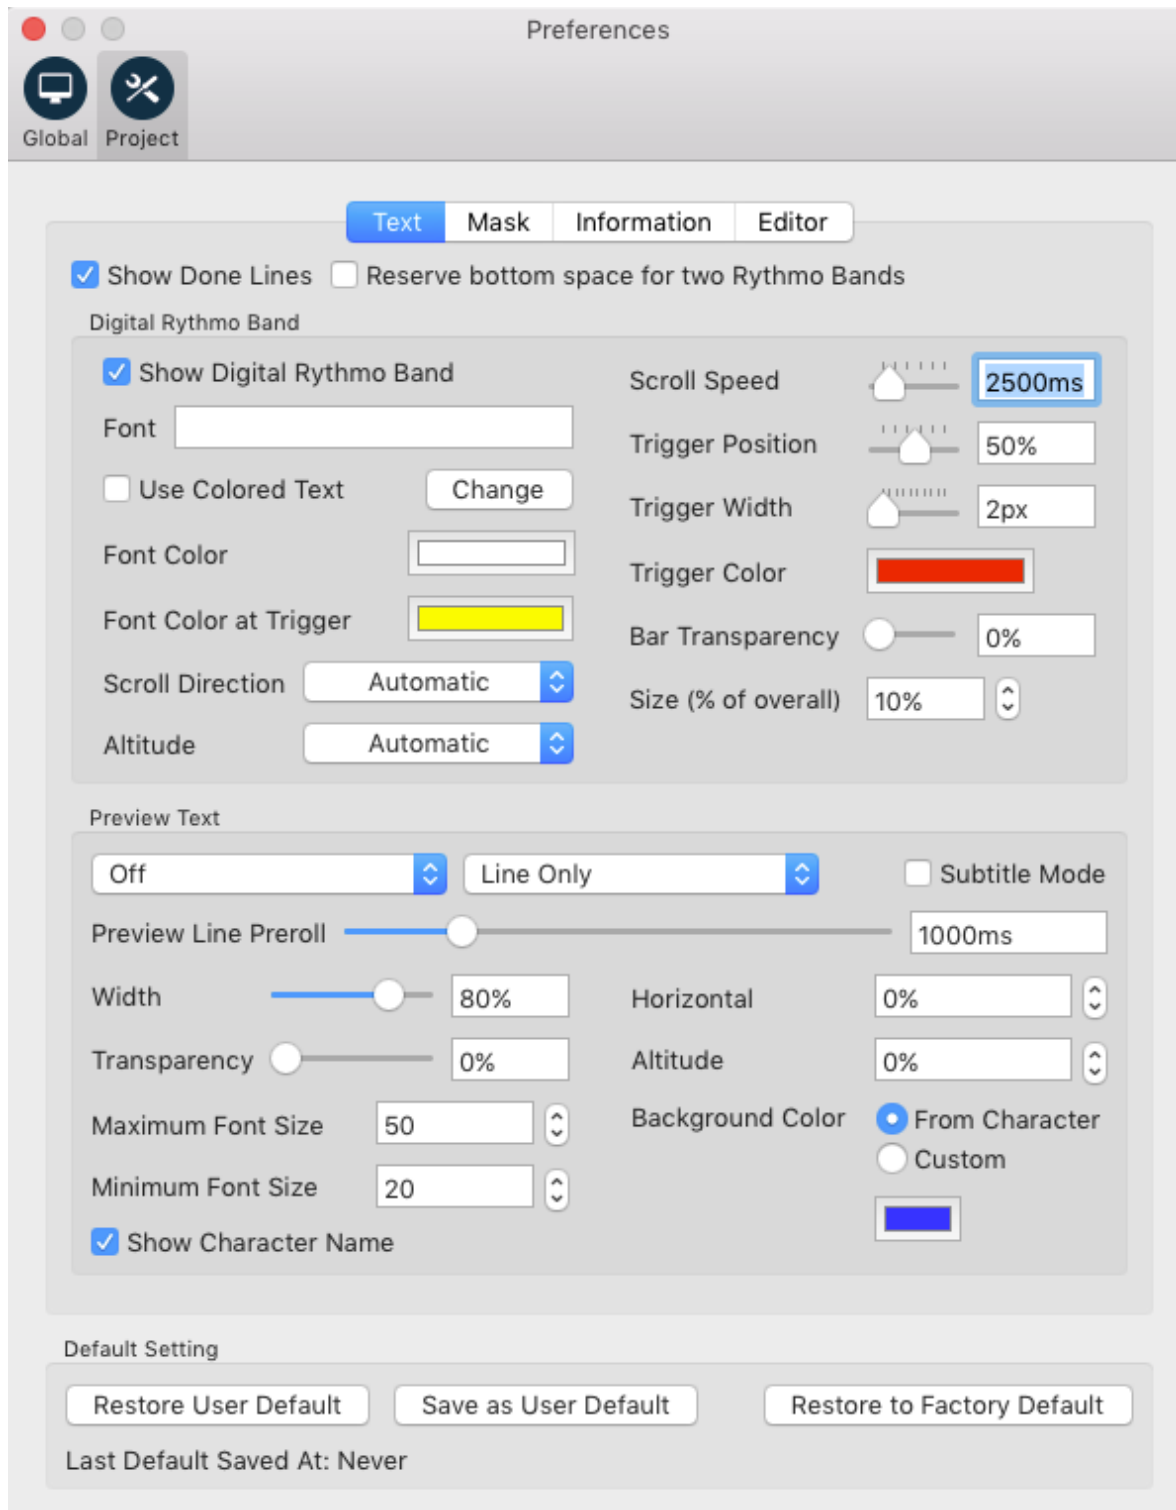 Preferences
Global Project
Text Mask Information Editor
Show Done Lines Reserve bottom space for two Rythmo Bands
Digital Rythmo Band
Show Digital Rythmo Band
Scroll Speed 2500ms
Font
Trigger Position 50%
Use Colored Text Change
Trigger Width 2px
Font Color
Trigger Color
Font Color at Trigger
Bar Transparency 0%
Scroll Direction Automatic
Size (% of overall) 10%
Altitude Automatic
Preview Text
Off Line Only Subtitle Mode
Preview Line Preroll 1000ms
Width 80% Horizontal 0%
Transparency 0% Altitude 0%
Maximum Font Size 50 Background Color From Character
Custom
Minimum Font Size 20
Show Character Name
Default Setting
Restore User Default Save as User Default Restore to Factory Default
Last Default Saved At: Never